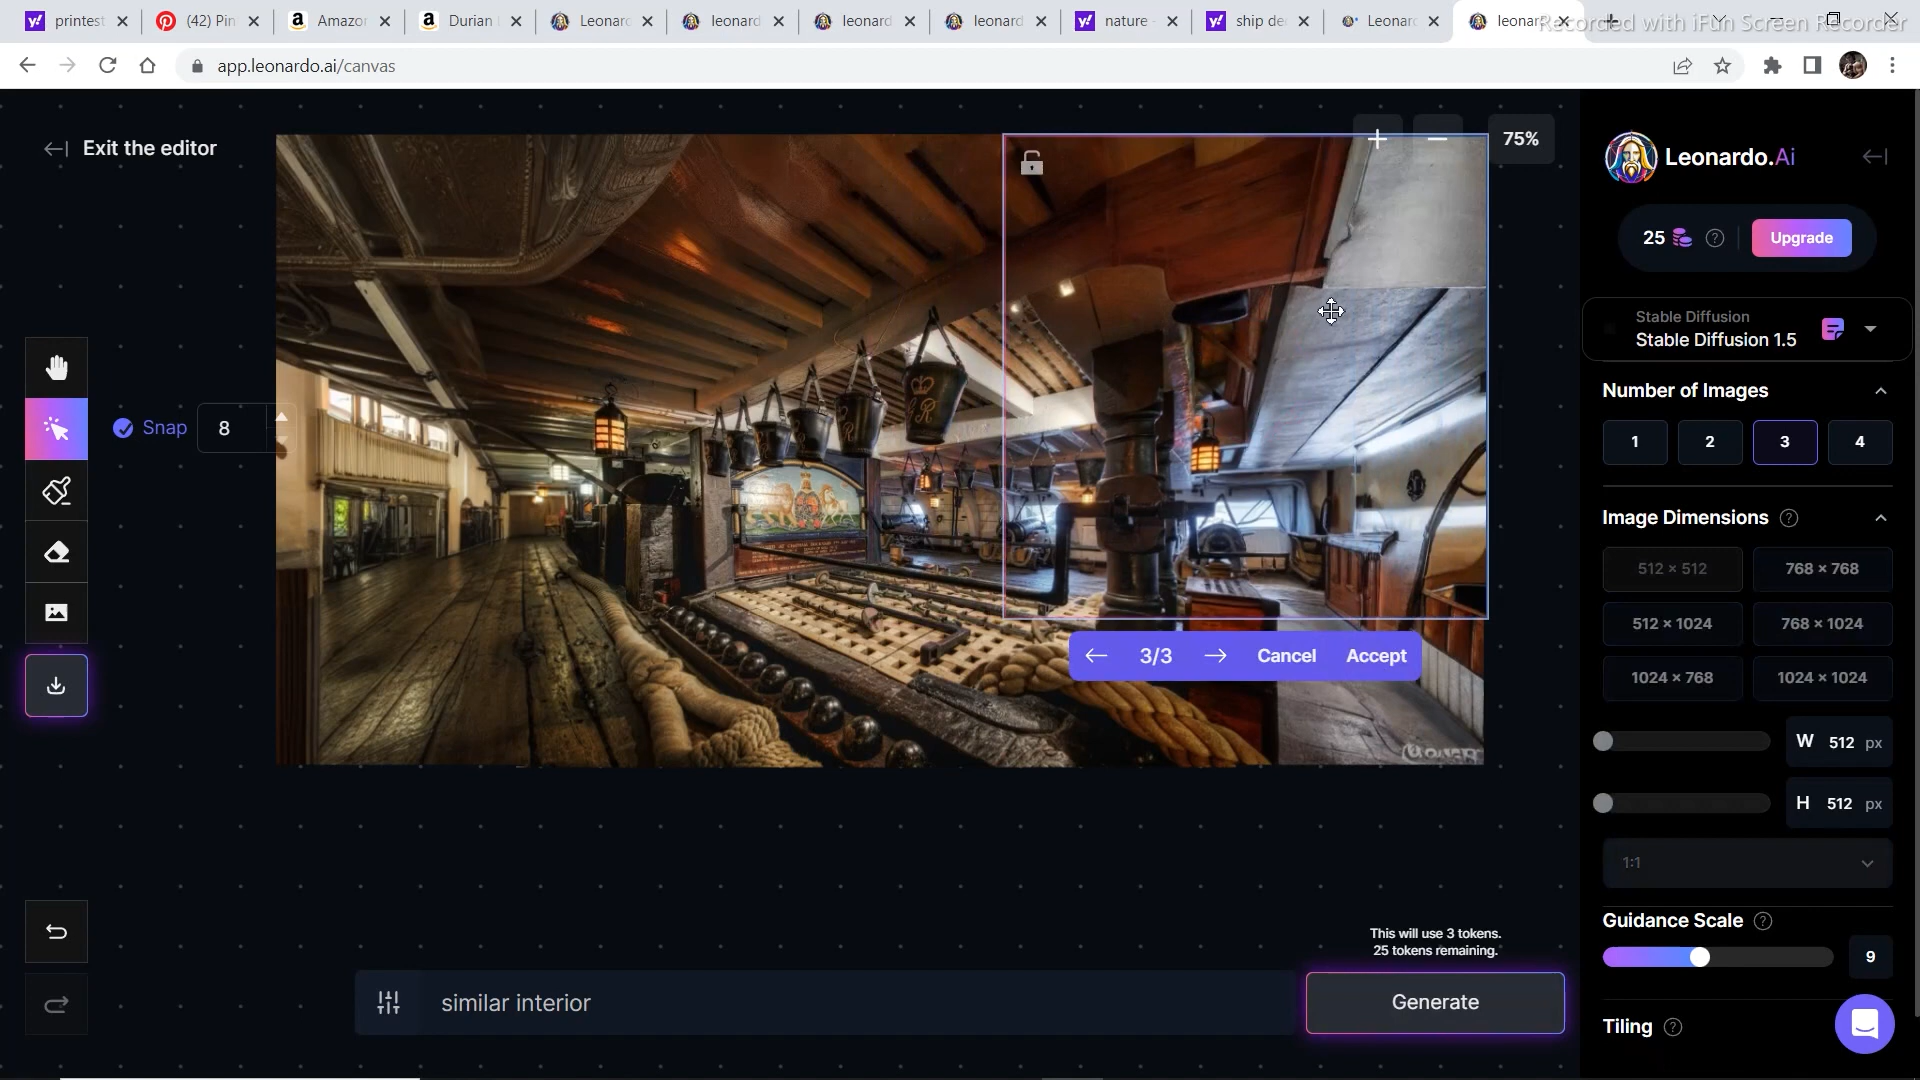 printest
(42) Pin
Amazon
Durian
Leonard
leonard
leonard
leonard
nature -
ship de
Leonar
leonar
Recorded with iFun Screen Recorder
app.leonardo.ai/canvas
Exit the editor
75%
Leonardo.Ai
25
Upgrade
Stable Diffusion
Stable Diffusion 1.5
Number of Images
1 2 3 4
Image Dimensions
512 × 512 768 × 768
512 × 1024 768 × 1024
1024 × 768 1024 × 1024
W 512 px
H 512 px
1:1
Guidance Scale
9
Tiling
Snap 8
3/3 Cancel Accept
This will use 3 tokens.
25 tokens remaining.
similar interior
Generate